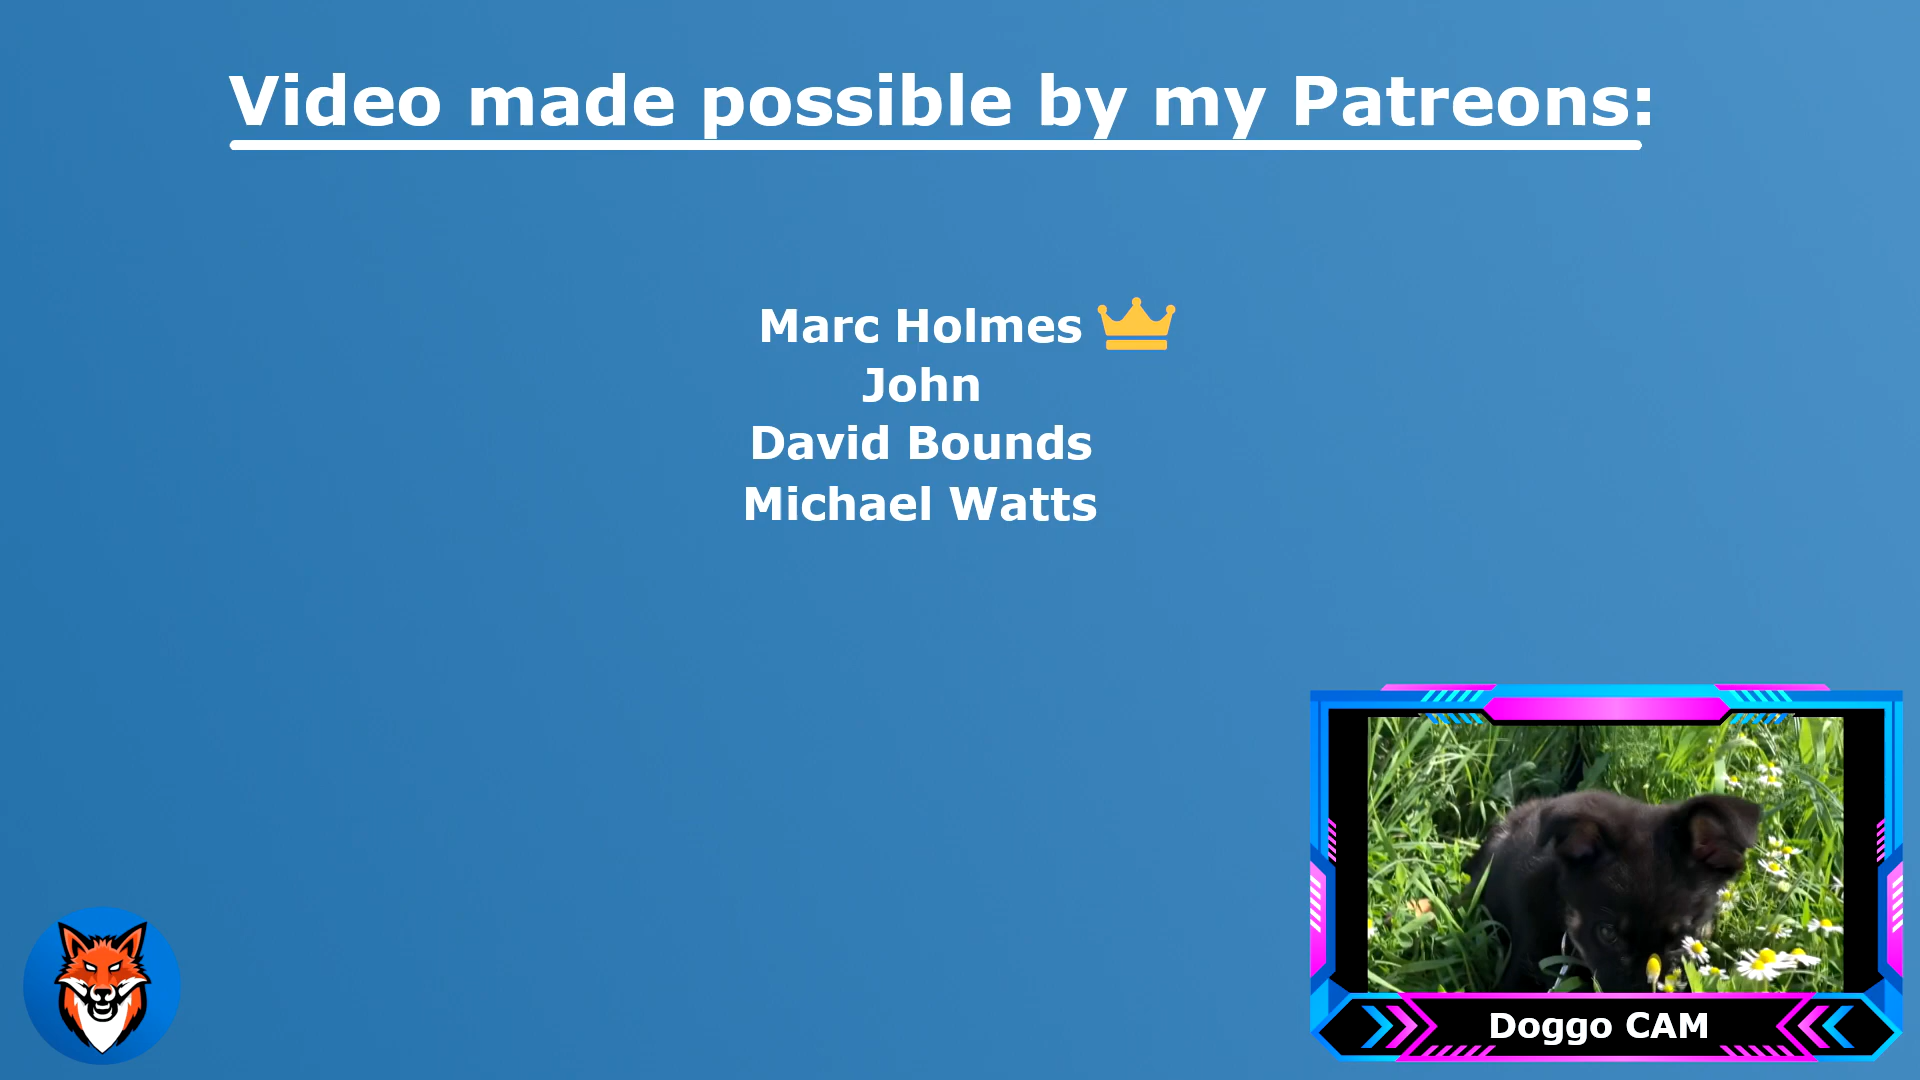 Video made possible by my Patreons:
Marc Holmes
John
David Bounds
Michael Watts
Doggo CAM